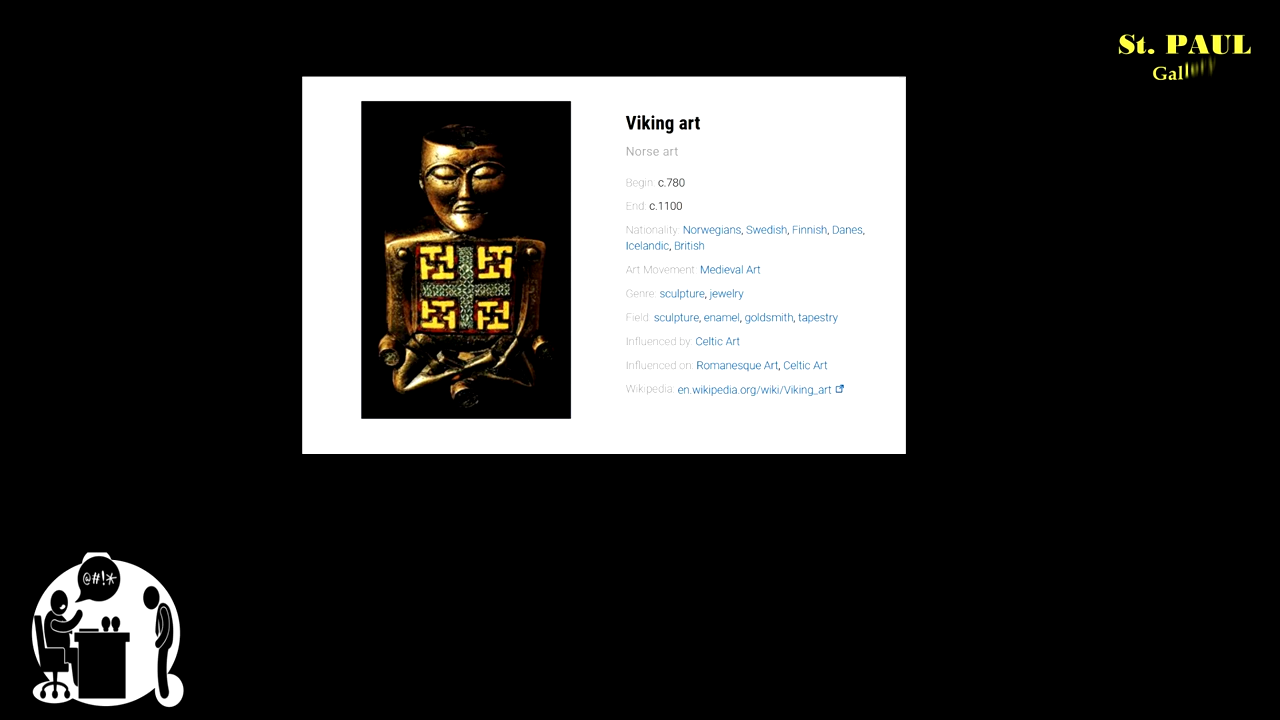 St. PAUL
Gal
Viking art
Norse art
Begin: c.780
End: c.1100
Nationality: Norwegians, Swedish, Finnish, Danes,
Icelandic, British
Art Movement: Medieval Art
Genre: sculpture, jewelry
Field: sculpture, enamel, goldsmith, tapestry
Influenced by: Celtic Art
Influenced on: Romanesque Art, Celtic Art
Wikipedia: en.wikipedia.org/wiki/Viking_art
@#!*